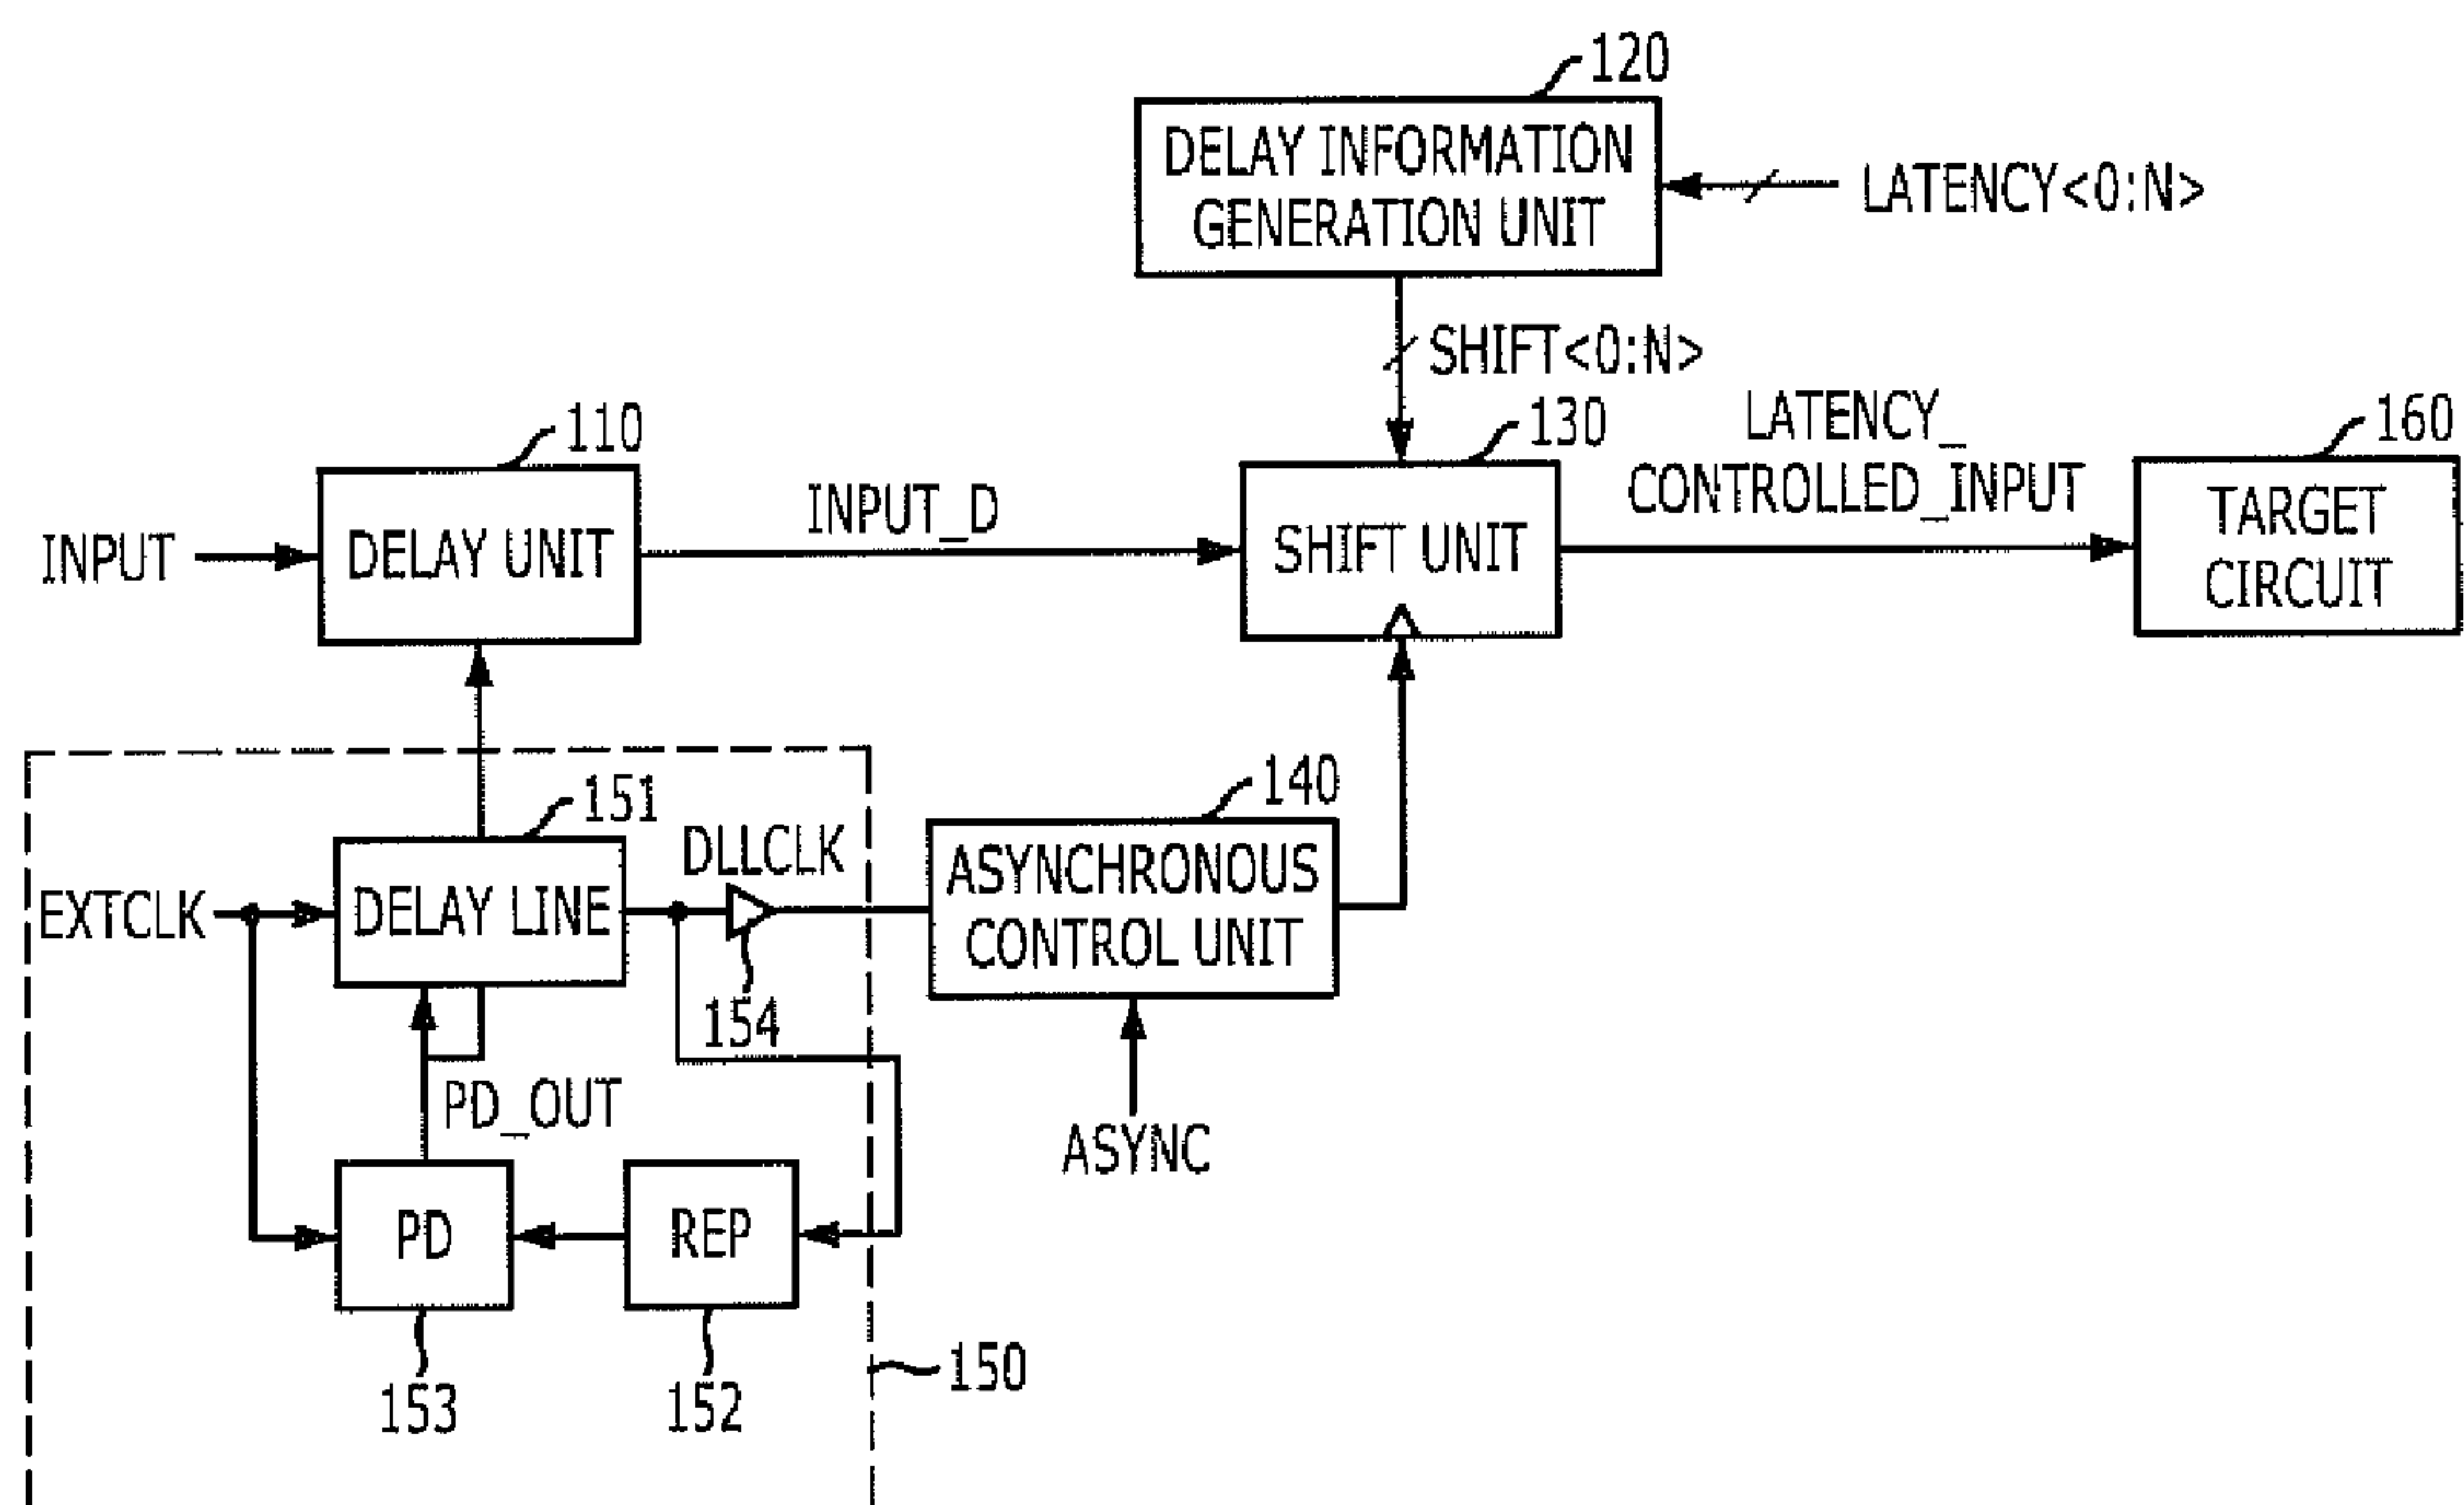 120
DELAY INFORMATION
GENERATION UNIT
LATENCY<0:N>
SHIFT<0:N>
110
130
LATENCY_
CONTROLLED_INPUT
160
INPUT
DELAY UNIT
INPUT_D
SHIFT UNIT
TARGET
CIRCUIT
151
DLLCLK
140
EXTCLK
DELAY LINE
ASYNCHRONOUS
CONTROL UNIT
154
PD_OUT
ASYNC
PD
REP
150
153
152